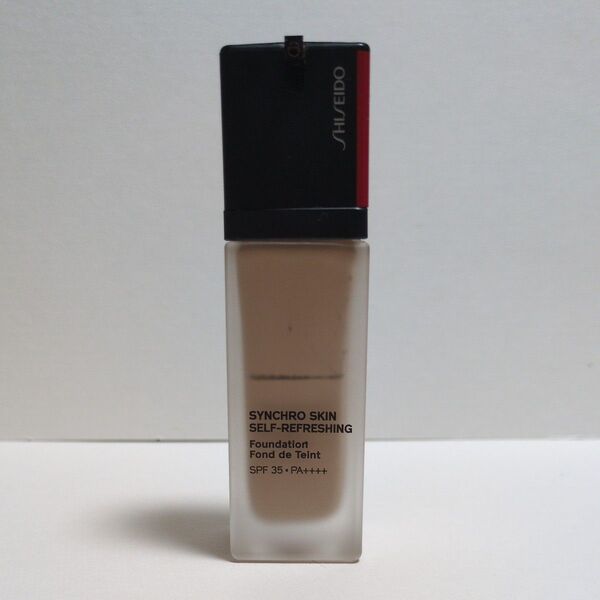 SHISEIDO
SYNCHRO SKIN
SELF-REFRESHING
Foundation
Fond de Teint
SPF 35 • PA++++